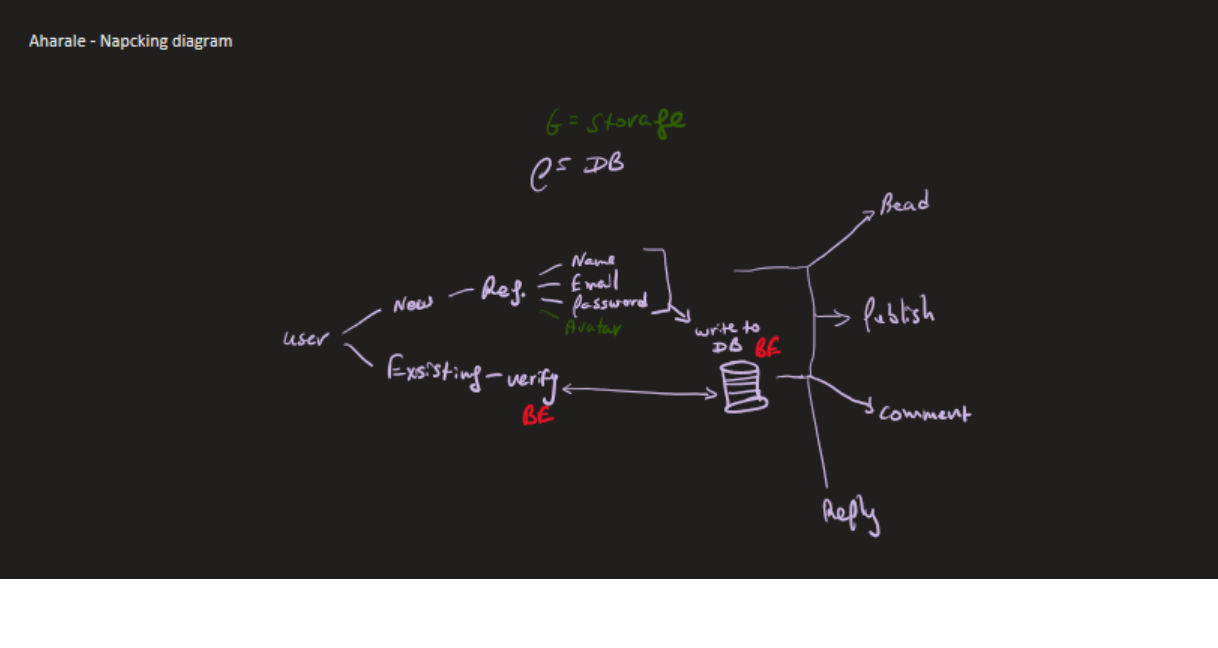 Aharale - Napcking diagram
G = Storage
P = DB
Read
Name
New - Reg.
Email
Password
Avatar
user
Publish
write to
DB BE
Exsisting - verify
BE
Comment
Reply